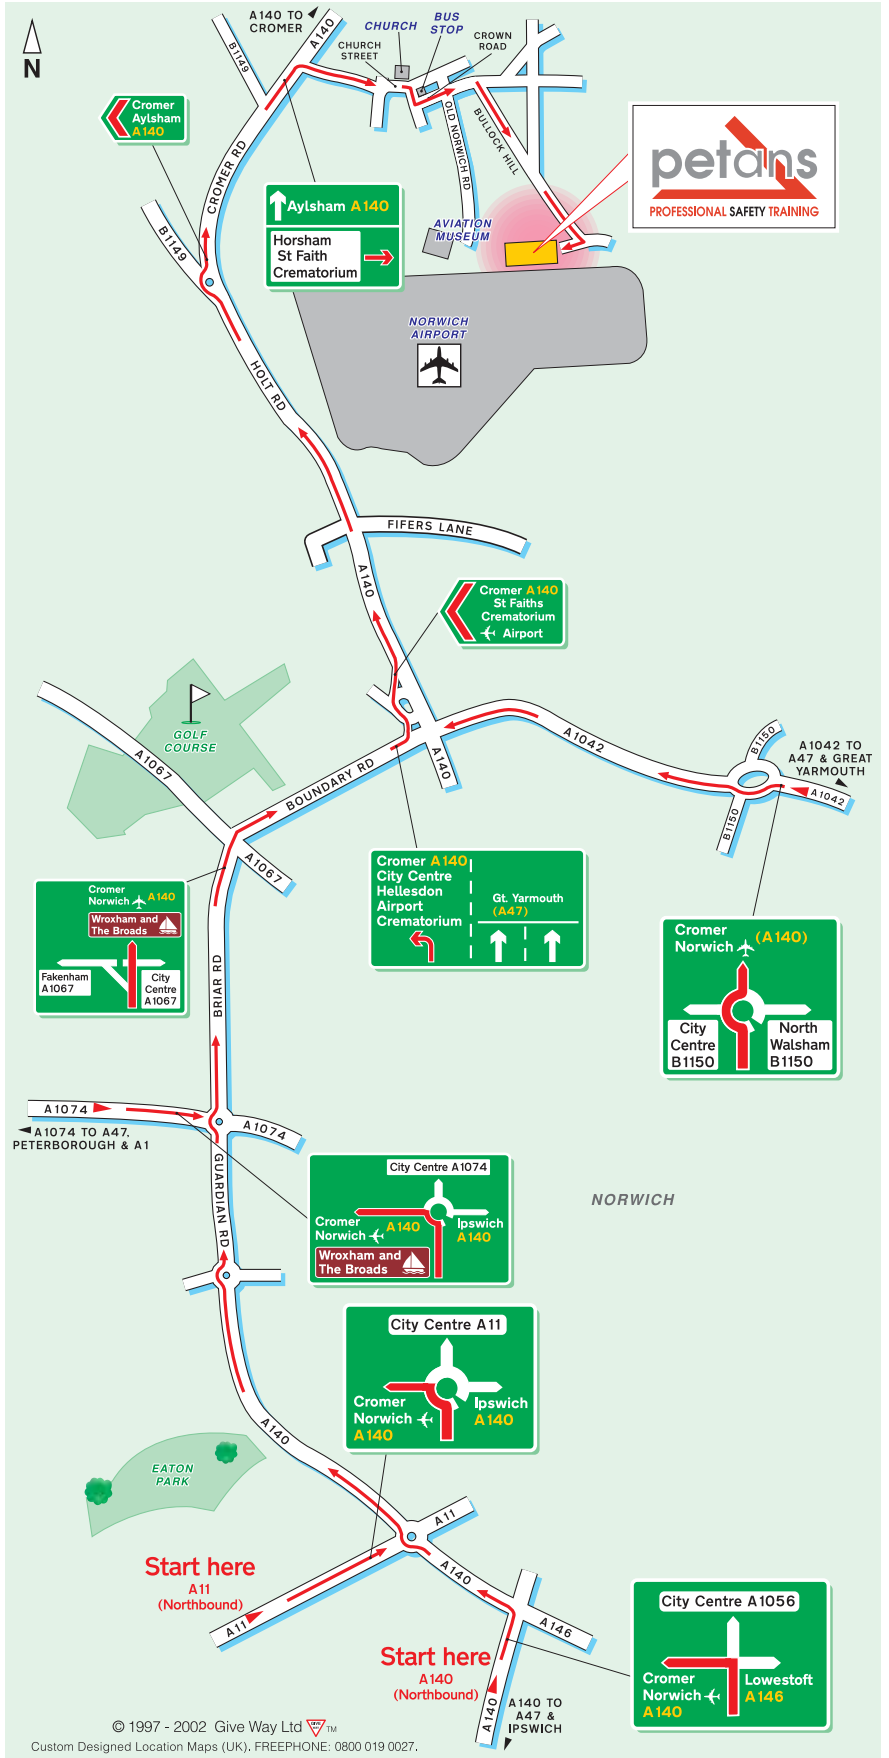 A140 TO
CROMER
A140
B1149
CHURCH
BUS
STOP
CHURCH
STREET
CROWN
ROAD
N
Cromer
Aylsham
A140
CROMER RD
OLD NORWICH RD
BULLOCK HILL
petans
PROFESSIONAL SAFETY TRAINING
Aylsham A140
Horsham
St Faith
Crematorium
B1149
AVIATION
MUSEUM
NORWICH
AIRPORT
HOLT RD
FIFERS LANE
A140
Cromer A140
St Faiths
Crematorium
Airport
GOLF
COURSE
A1067
BOUNDARY RD
A140
A1042
B1150
A1042 TO
A47 & GREAT
YARMOUTH
A1042
B1150
A1067
Cromer A140
City Centre
Hellesdon
Airport
Crematorium
Gt. Yarmouth
(A47)
Cromer
Norwich A140
Wroxham and
The Broads
Fakenham
A1067
City
Centre
A1067
Cromer
Norwich (A140)
City
Centre
B1150
North
Walsham
B1150
BRIAR RD
A1074
A1074 TO A47,
PETERBOROUGH & A1
A1074
GUARDIAN RD
City Centre A1074
Cromer
Norwich A140
Ipswich
A140
Wroxham and
The Broads
NORWICH
City Centre A11
Cromer
Norwich
A140
Ipswich
A140
A140
EATON
PARK
A11
Start here
A11
(Northbound)
A11
A140
A146
Start here
A140
(Northbound)
A140
A140 TO
A47 &
IPSWICH
City Centre A1056
Cromer
Norwich
A140
Lowestoft
A146
© 1997 - 2002 Give Way Ltd GIVE WAY TM
Custom Designed Location Maps (UK). FREEPHONE: 0800 019 0027.